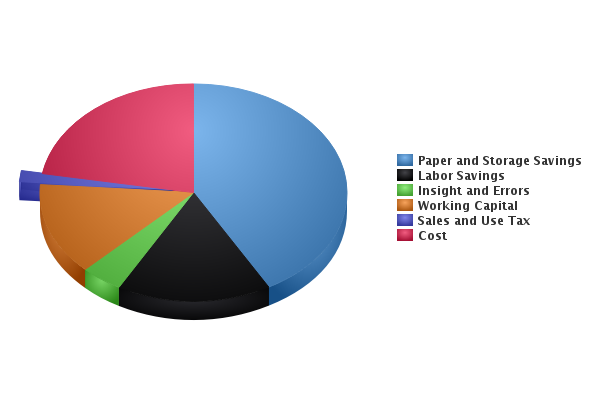 Paper and Storage Savings
Labor Savings
Insight and Errors
Working Capital
Sales and Use Tax
Cost